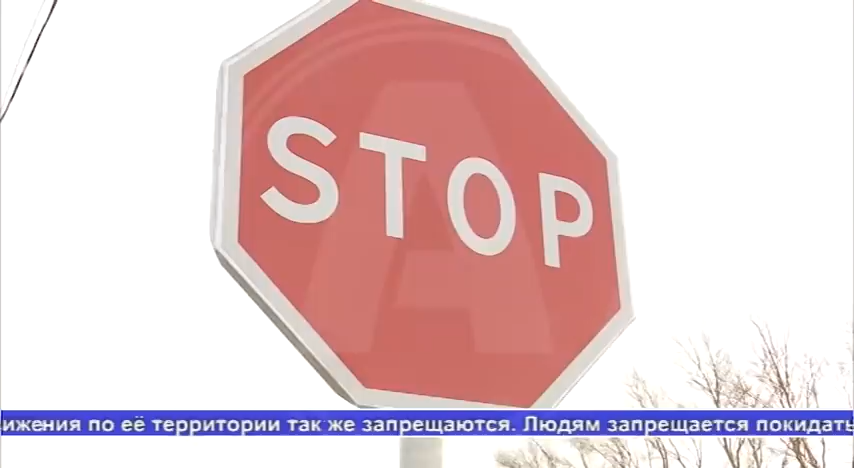 STOP
ижения по её территории так же запрещаются. Людям запрещается покидать